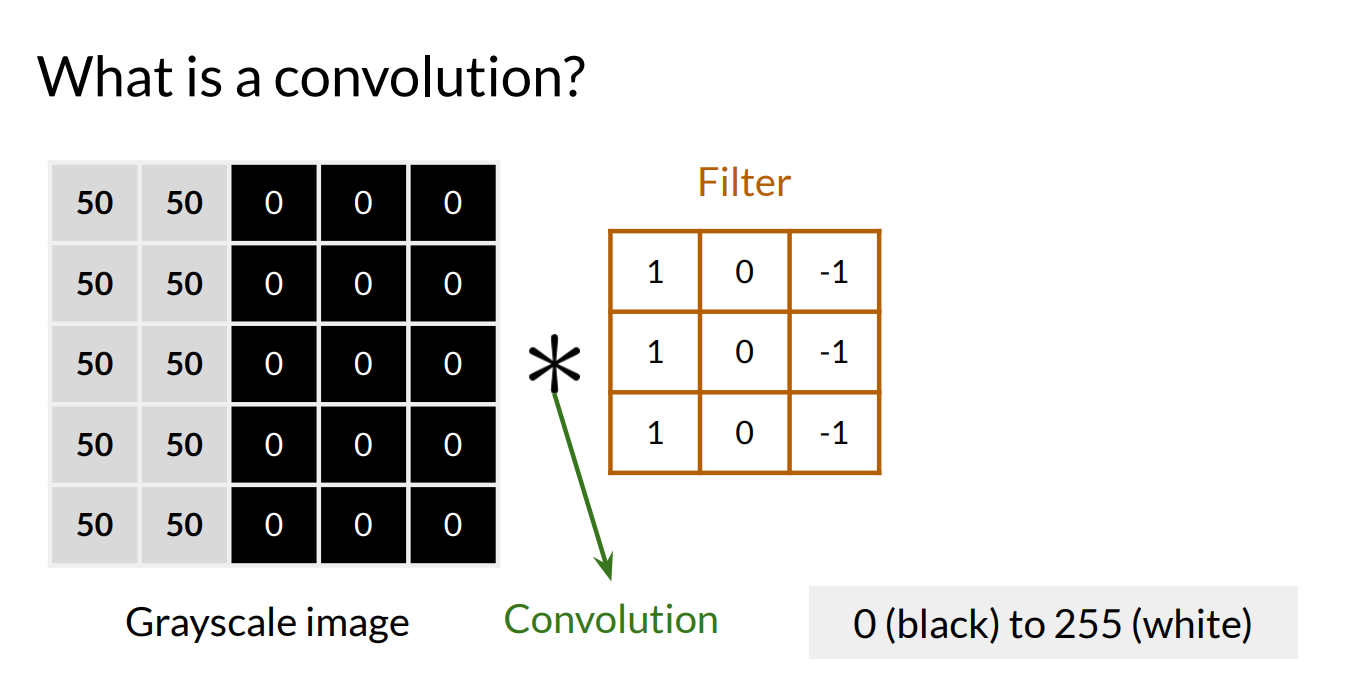 What is a convolution?
50 50 0 0 0
50 50 0 0 0
50 50 0 0 0
50 50 0 0 0
50 50 0 0 0
Grayscale image
*
Filter
1 0 -1
1 0 -1
1 0 -1
Convolution
0 (black) to 255 (white)